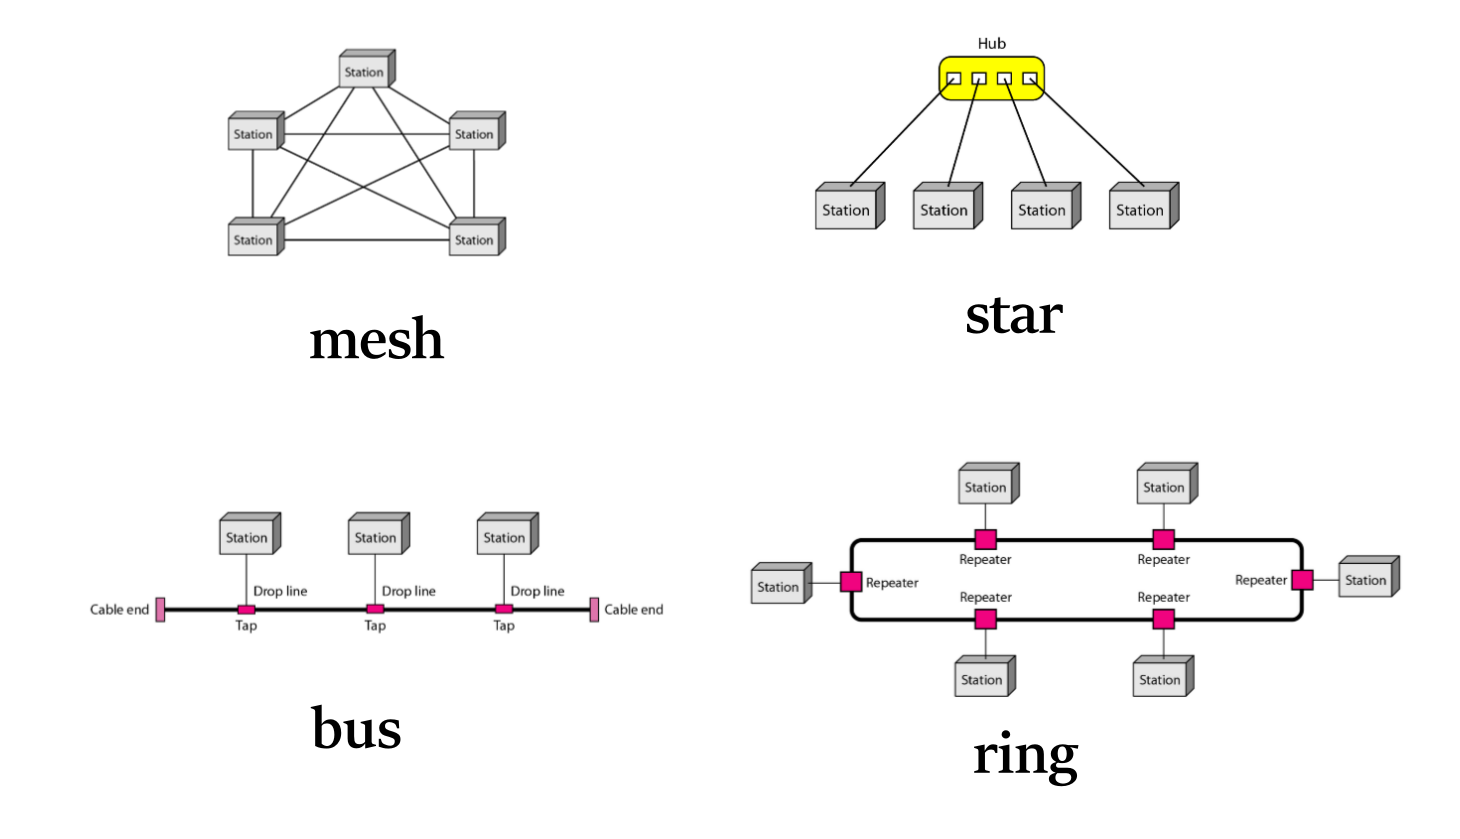 Station
Station
Station
Station
Station
mesh
Hub
Station
Station
Station
Station
star
Station
Station
Station
Drop line
Drop line
Drop line
Cable end
Cable end
Tap
Tap
Tap
bus
Station
Station
Repeater
Repeater
Station
Repeater
Repeater
Station
Repeater
Repeater
Station
Station
ring